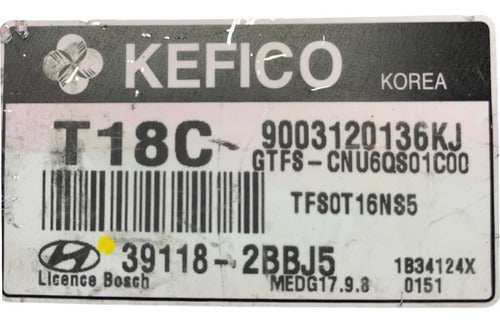 KEFICO KOREA
T18C 9003120136KJ
GTFS-CNU6QS01C00
TFS0T16NS5
39118-2BBJ5 1B34124X
Licence Bosch MEDG17.9.8 0151